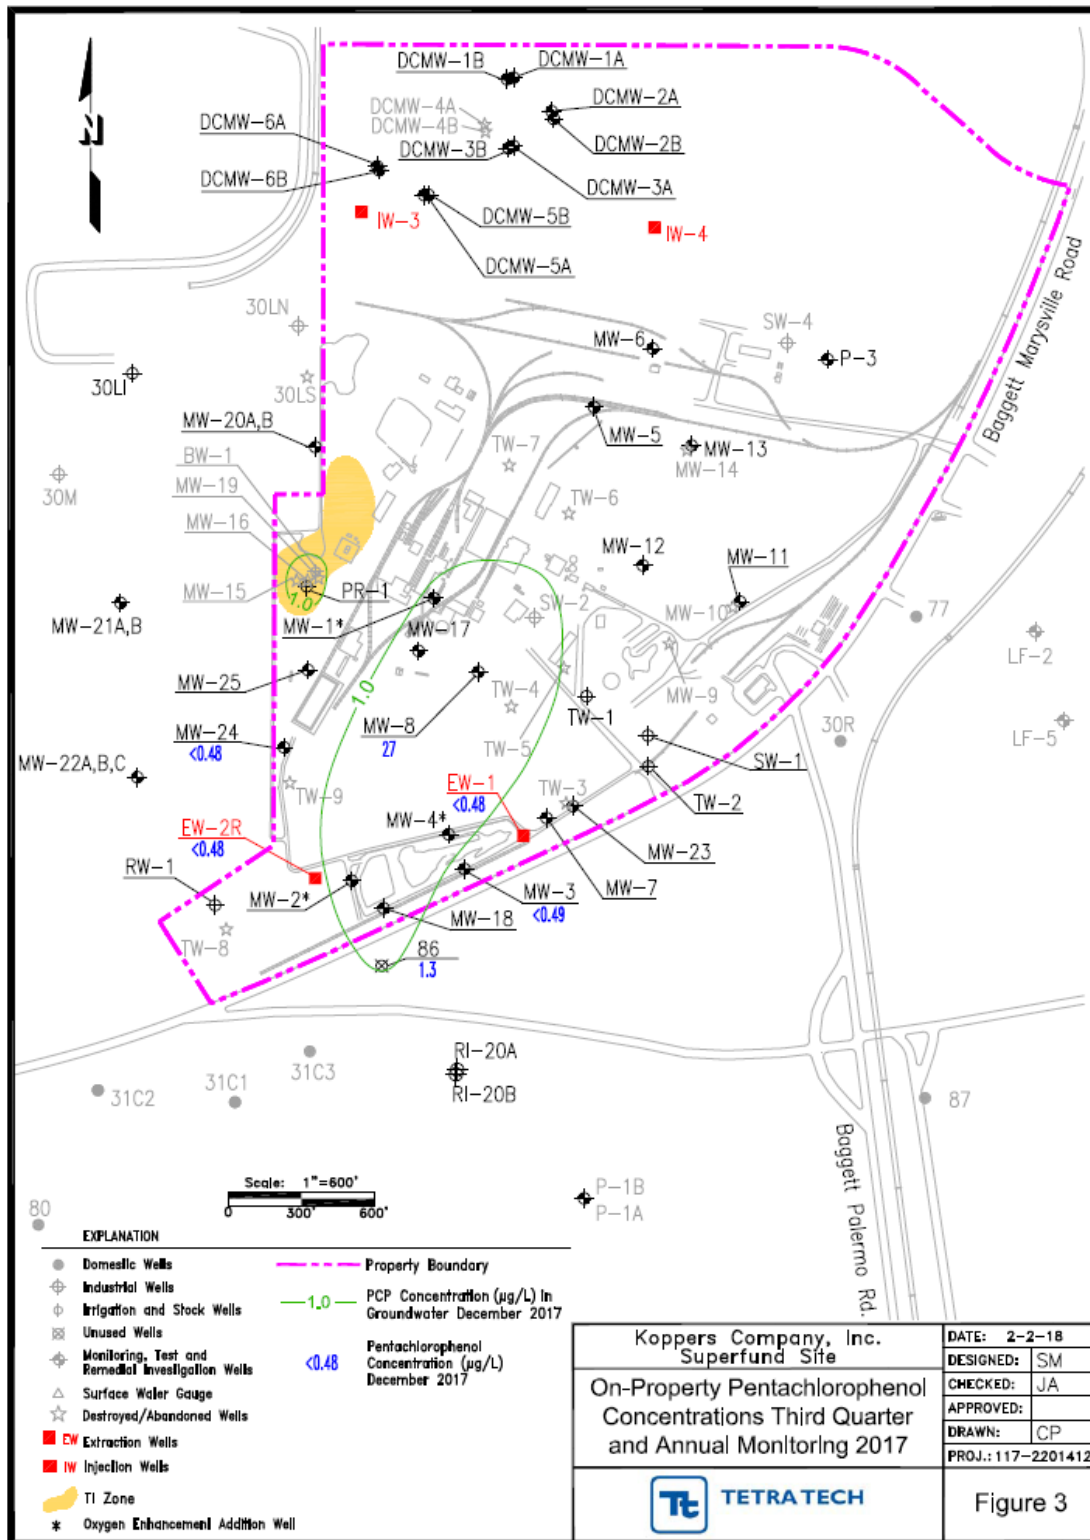 N
DCMW-1B
DCMW-1A
DCMW-4A
DCMW-4B
DCMW-2A
DCMW-6A
DCMW-3B
DCMW-2B
DCMW-6B
DCMW-3A
IW-3
DCMW-5B
IW-4
DCMW-5A
Baggett Marysville Road
30LN
SW-4
MW-6
P-3
30LI
30LS
MW-20A,B
MW-5
MW-13
MW-14
TW-7
BW-1
30M
MW-19
TW-6
MW-16
MW-12
MW-11
MW-15
1.0
PR-1
MW-10
77
MW-21A,B
MW-1*
SW-2
MW-17
LF-2
MW-25
1.0
TW-4
MW-9
MW-8
27
TW-1
MW-24
<0.48
TW-5
30R
LF-5
SW-1
MW-22A,B,C
TW-9
EW-1
<0.48
TW-3
TW-2
EW-2R
<0.48
MW-4*
MW-23
RW-1
MW-2*
MW-3
<0.49
MW-7
MW-18
TW-8
86
1.3
RI-20A
RI-20B
31C3
31C2
31C1
87
Baggett Palermo Rd.
Scale: 1"=600'
0 300' 600'
P-1B
P-1A
80
EXPLANATION
Domestic Wells
Industrial Wells
Irrigation and Stock Wells
Unused Wells
Monitoring, Test and
Remedial Investigation Wells
Surface Water Gauge
Destroyed/Abandoned Wells
EW Extraction Wells
IW Injection Wells
TI Zone
* Oxygen Enhancement Addition Well
Property Boundary
1.0 PCP Concentration (µg/L) in
Groundwater December 2017
<0.48 Pentachlorophenol
Concentration (µg/L)
December 2017
Koppers Company, Inc.
Superfund Site
On-Property Pentachlorophenol
Concentrations Third Quarter
and Annual Monitoring 2017
Tt TETRA TECH
DATE: 2-2-18
DESIGNED: SM
CHECKED: JA
APPROVED:
DRAWN: CP
PROJ.: 117-2201412
Figure 3